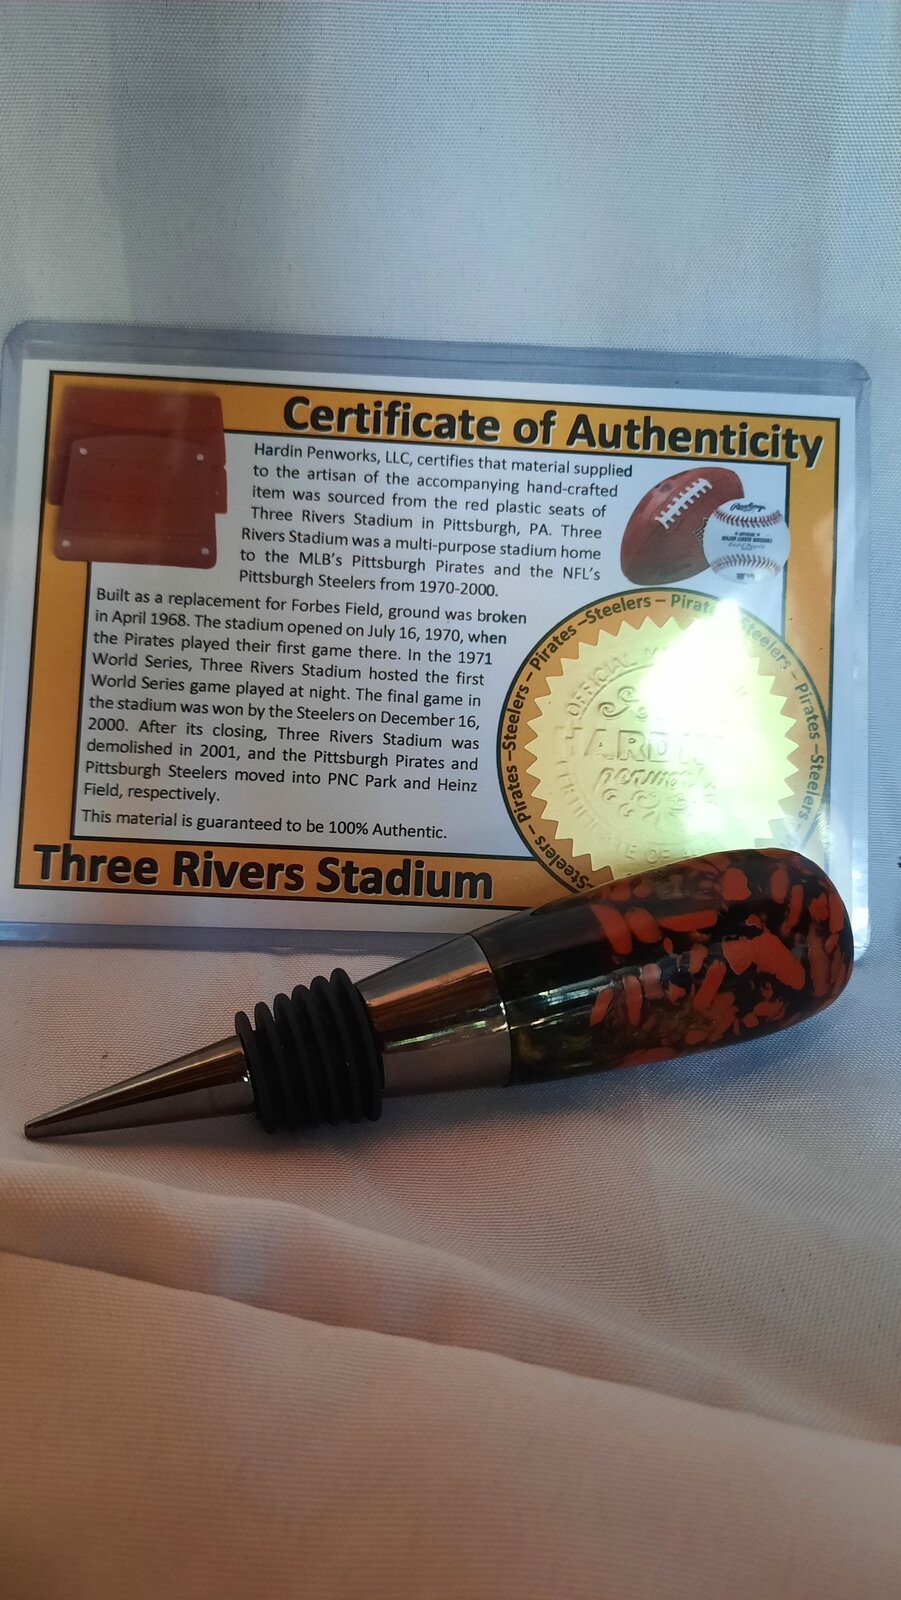 Certificate of Authenticity
Hardin Penworks, LLC, certifies that material supplied
to the artisan of the accompanying hand-crafted
item was sourced from the red plastic seats of
Three Rivers Stadium in Pittsburgh, PA. Three
Rivers Stadium was a multi-purpose stadium home
to the MLB's Pittsburgh Pirates and the NFL's
Pittsburgh Steelers from 1970-2000.
Built as a replacement for Forbes Field, ground was broken
in April 1968. The stadium opened on July 16, 1970, when
the Pirates played their first game there. In the 1971
World Series, Three Rivers Stadium hosted the first
World Series game played at night. The final game in
the stadium was won by the Steelers on December 16,
2000. After its closing, Three Rivers Stadium was
demolished in 2001, and the Pittsburgh Pirates and
Pittsburgh Steelers moved into PNC Park and Heinz
Field, respectively.
This material is guaranteed to be 100% Authentic.
Rawlings
Steelers – Pirates –Steelers – Pirates –Steelers – Pirates Steelers – Pirates –Steelers
OFFICIAL
HARDIN
PENWORKS
OF
Three Rivers Stadium